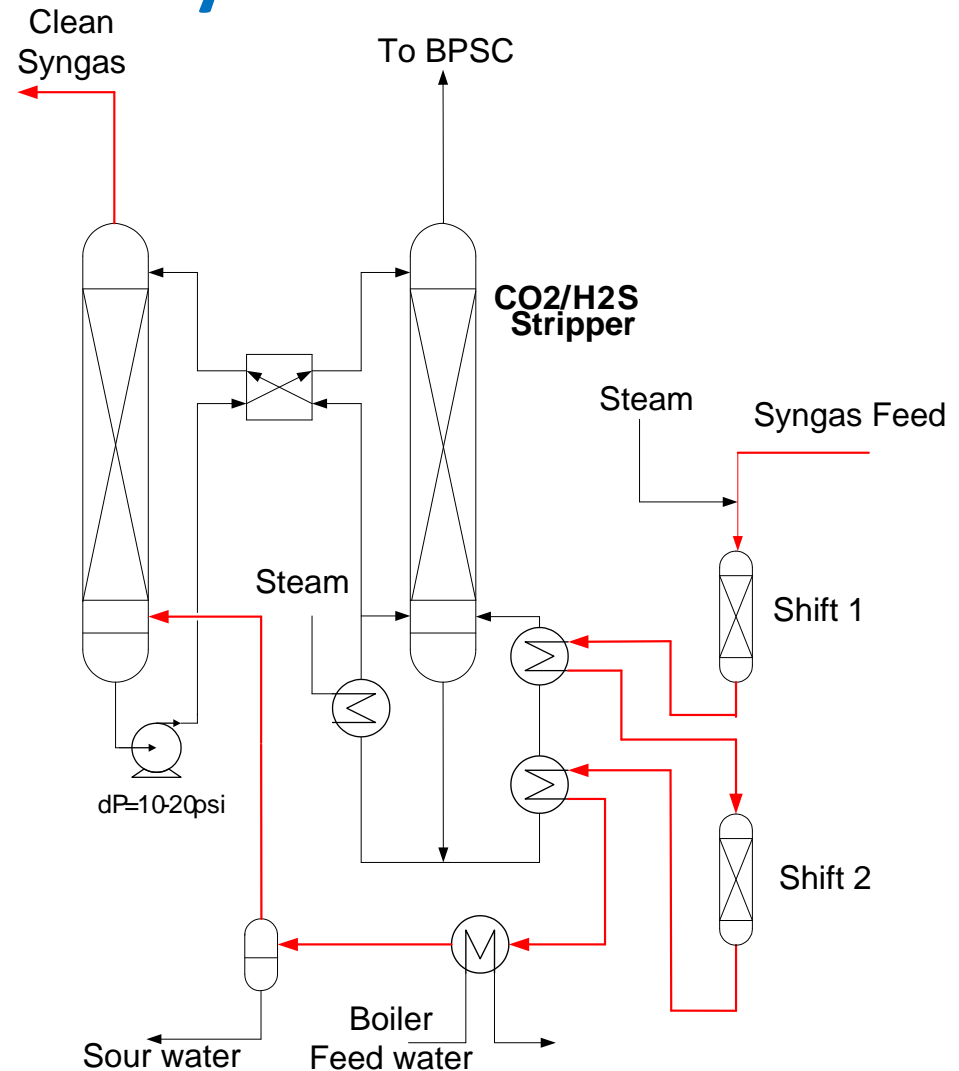 Clean
Syngas
To BPSC
CO2/H2S
Stripper
Steam
Syngas Feed
Steam
Shift 1
dP=10-20psi
Shift 2
Boiler
Feed water
Sour water